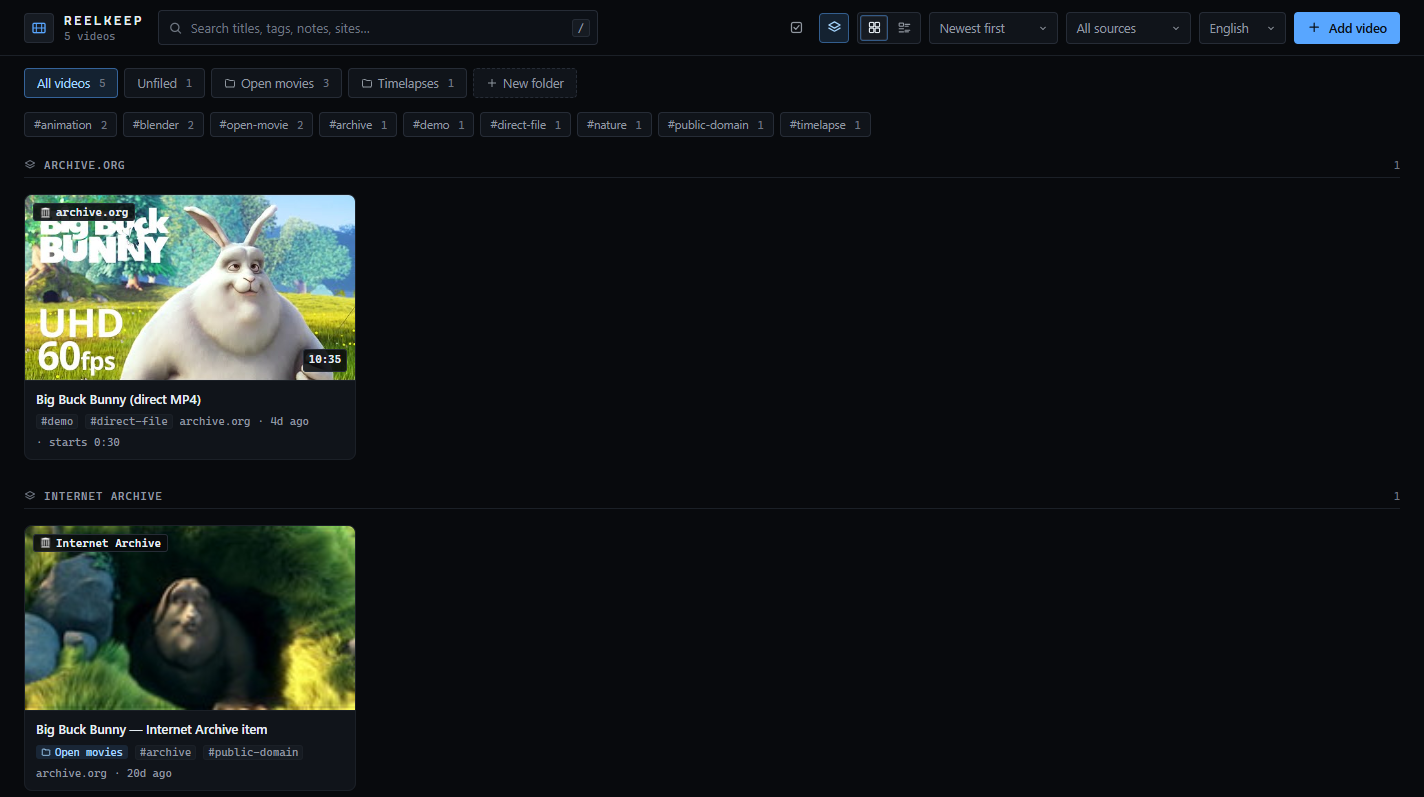 REELKEEP
5 videos
Search titles, tags, notes, sites...
/
Newest first
All sources
English
Add video
All videos 5
Unfiled 1
Open movies 3
Timelapses 1
New folder
#animation 2
#blender 2
#open-movie 2
#archive 1
#demo 1
#direct-file 1
#nature 1
#public-domain 1
#timelapse 1
ARCHIVE.ORG 1
archive.org
Big Buck
BUNNY
UHD
60fps
10:35
Big Buck Bunny (direct MP4)
#demo #direct-file archive.org · 4d ago
· starts 0:30
INTERNET ARCHIVE 1
Internet Archive
Big Buck Bunny — Internet Archive item
Open movies #archive #public-domain
archive.org · 20d ago